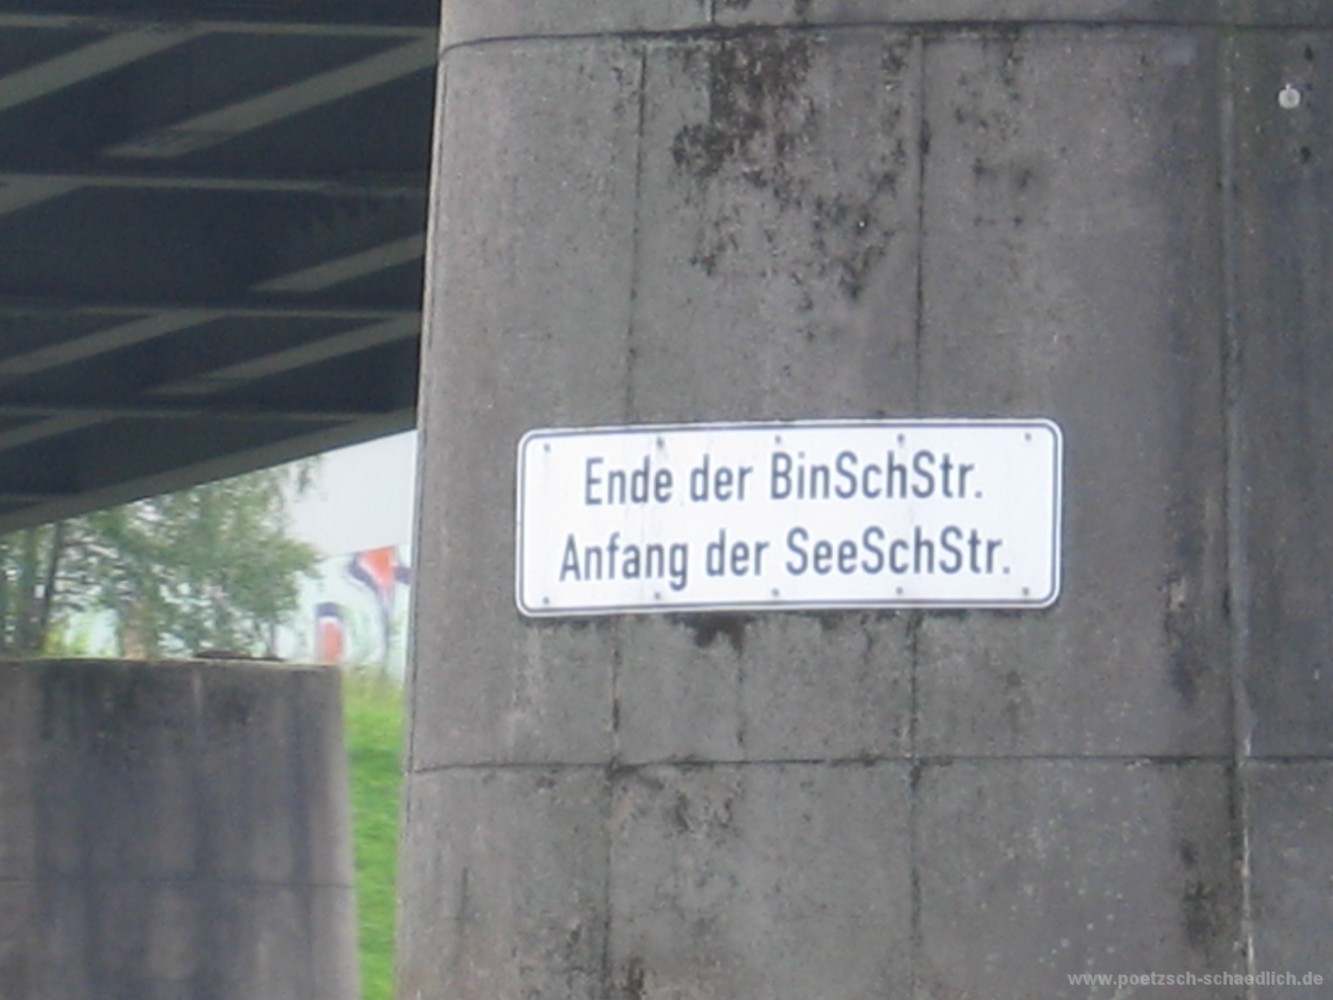 Ende der BinSchStr.
Anfang der SeeSchStr.
www.poetzsch-schaedlich.de